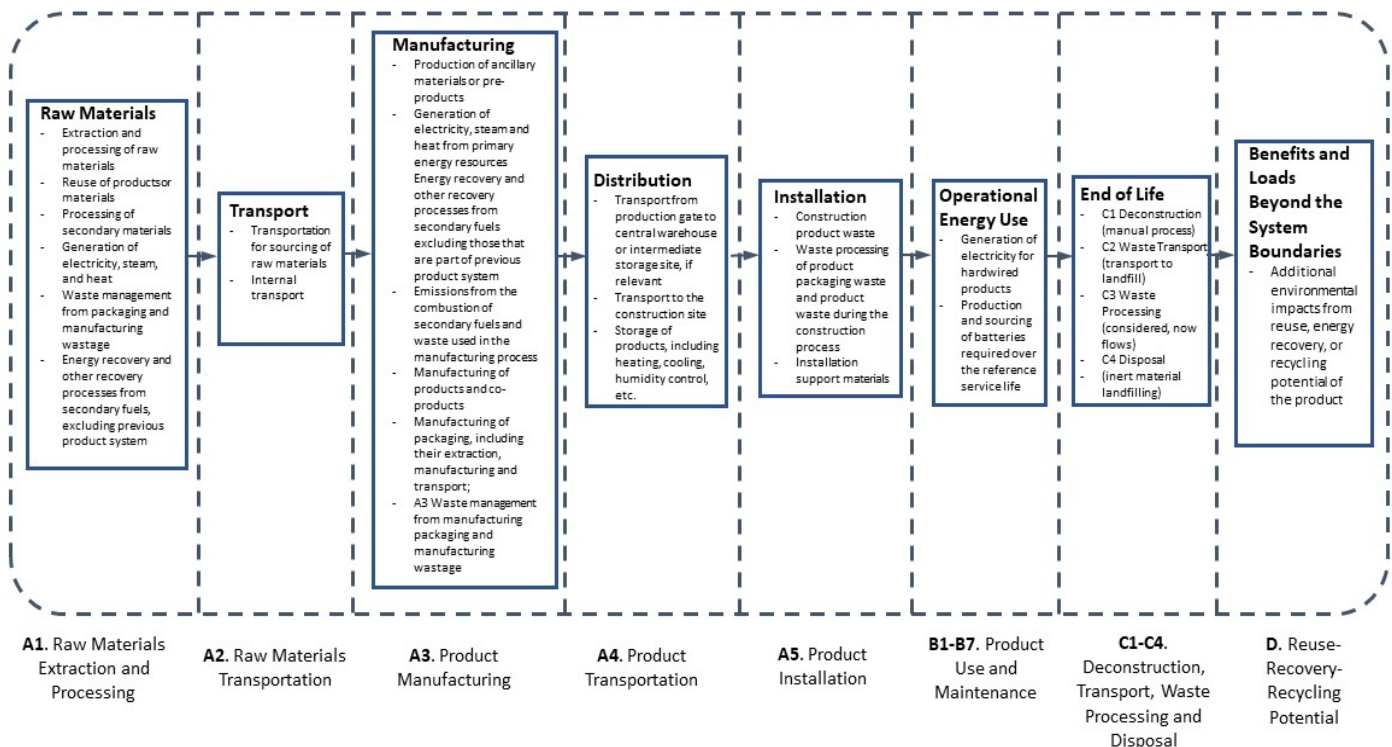 Raw Materials
- Extraction and
processing of raw
materials
- Reuse of productsor
materials
- Processing of
secondary materials
- Generation of
electricity, steam,
and heat
- Waste management
from packaging and
manufacturing
wastage
- Energy recovery and
other recovery
processes from
secondary fuels,
excluding previous
product system
Transport
- Transportation
for sourcing of
raw materials
- Internal
transport
Manufacturing
- Production of ancillary
materials or pre-
products
- Generation of
electricity, steam and
heat from primary
energy resources
Energy recovery and
other recovery
processes from
secondary fuels
excluding those that
are part of previous
product system
- Emissions from the
combustion of
secondary fuels and
waste used in the
manufacturing process
- Manufacturing of
products and co-
products
- Manufacturing of
packaging, including
their extraction,
manufacturing and
transport;
- A3 Waste management
from manufacturing
packaging and
manufacturing
wastage
Distribution
- Transport from
production gate to
central warehouse
or intermediate
storage site, if
relevant
- Transport to the
construction site
- Storage of
products, including
heating, cooling,
humidity control,
etc.
Installation
- Construction
product waste
- Waste processing
of product
packaging waste
and product
waste during the
construction
process
- Installation
support materials
Operational
Energy Use
- Generation of
electricity for
hardwired
products
- Production
and sourcing
of batteries
required over
the reference
service life
End of Life
- C1 Deconstruction
(manual process)
- C2 Waste Transport
(transport to
landfill)
- C3 Waste
Processing
(considered, now
flows)
- C4 Disposal
- (inert material
landfilling)
Benefits and
Loads
Beyond the
System
Boundaries
- Additional
environmental
impacts from
reuse, energy
recovery, or
recycling
potential of
the product
A1. Raw Materials
Extraction and
Processing
A2. Raw Materials
Transportation
A3. Product
Manufacturing
A4. Product
Transportation
A5. Product
Installation
B1-B7. Product
Use and
Maintenance
C1-C4.
Deconstruction,
Transport, Waste
Processing and
Disposal
D. Reuse-
Recovery-
Recycling
Potential